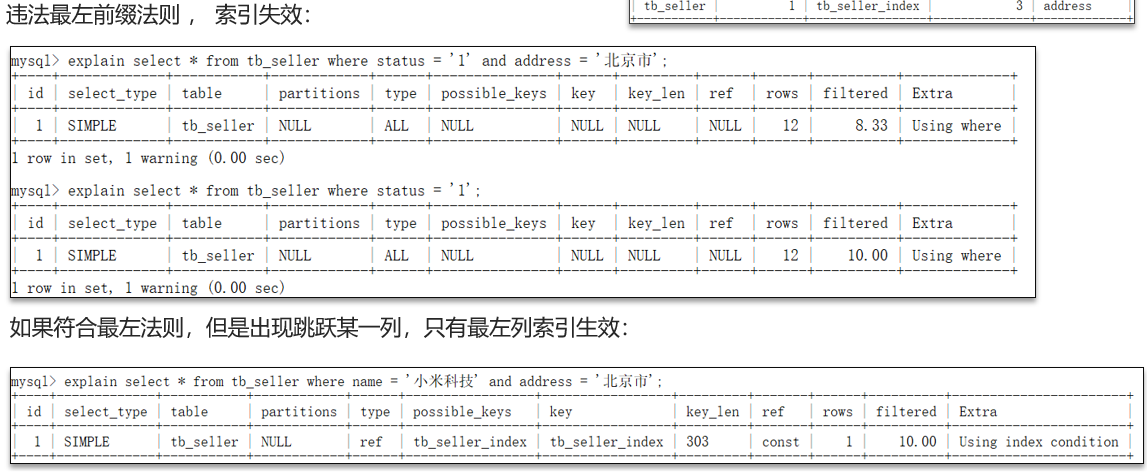 违法最左前缀法则 ， 索引失效：
| tb_seller | 1 | tb_seller_index | 3 | address
mysql> explain select * from tb_seller where status = '1' and address = '北京市';
| id | select_type | table | partitions | type | possible_keys | key | key_len | ref | rows | filtered | Extra |
| 1 | SIMPLE | tb_seller | NULL | ALL | NULL | NULL | NULL | NULL | 12 | 8.33 | Using where |
1 row in set, 1 warning (0.00 sec)
mysql> explain select * from tb_seller where status = '1';
| id | select_type | table | partitions | type | possible_keys | key | key_len | ref | rows | filtered | Extra |
| 1 | SIMPLE | tb_seller | NULL | ALL | NULL | NULL | NULL | NULL | 12 | 10.00 | Using where |
1 row in set, 1 warning (0.00 sec)
如果符合最左法则，但是出现跳跃某一列，只有最左列索引生效：
mysql> explain select * from tb_seller where name = '小米科技' and address = '北京市';
| id | select_type | table | partitions | type | possible_keys | key | key_len | ref | rows | filtered | Extra |
| 1 | SIMPLE | tb_seller | NULL | ref | tb_seller_index | tb_seller_index | 303 | const | 1 | 10.00 | Using index condition |